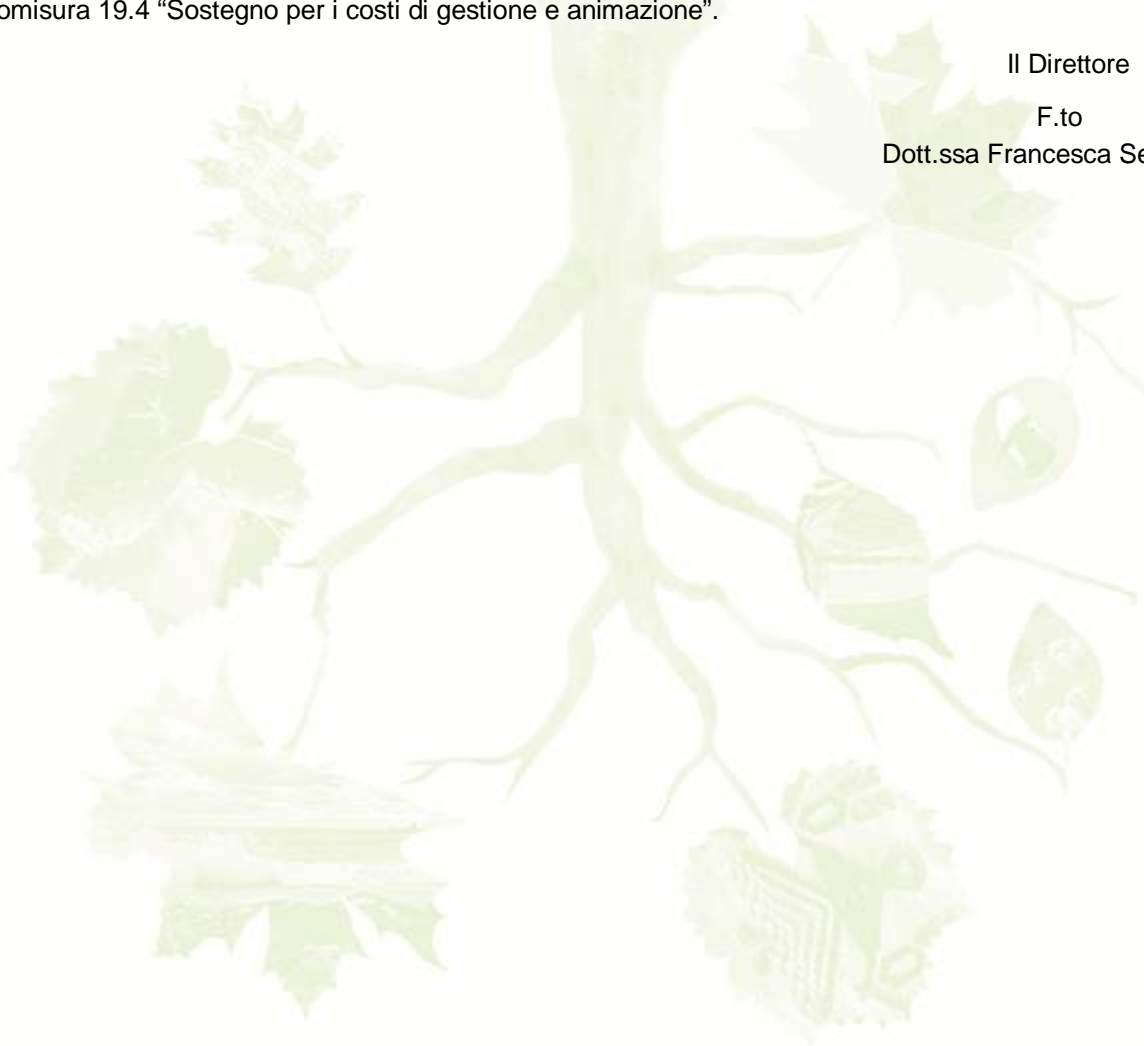 omisura 19.4 “Sostegno per i costi di gestione e animazione”.
Il Direttore
F.to
Dott.ssa Francesca Se